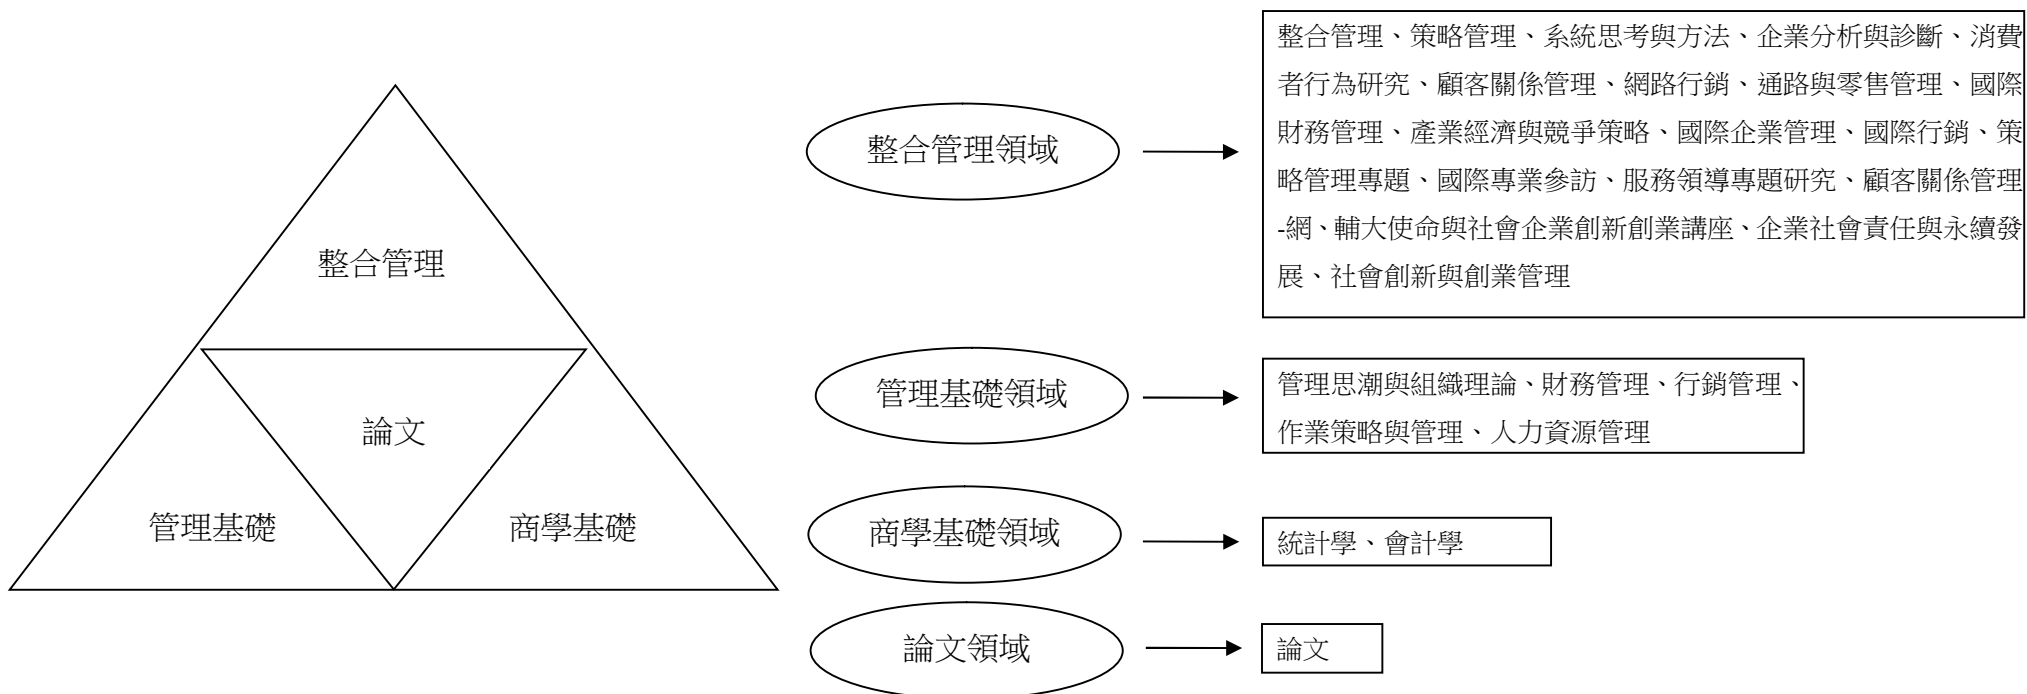 整合管理
論文
管理基礎
商學基礎
整合管理領域
整合管理、策略管理、系統思考與方法、企業分析與診斷、消費
者行為研究、顧客關係管理、網路行銷、通路與零售管理、國際
財務管理、產業經濟與競爭策略、國際企業管理、國際行銷、策
略管理專題、國際專業參訪、服務領導專題研究、顧客關係管理
-網、輔大使命與社會企業創新創業講座、企業社會責任與永續發
展、社會創新與創業管理
管理基礎領域
管理思潮與組織理論、財務管理、行銷管理、
作業策略與管理、人力資源管理
商學基礎領域
統計學、會計學
論文領域
論文